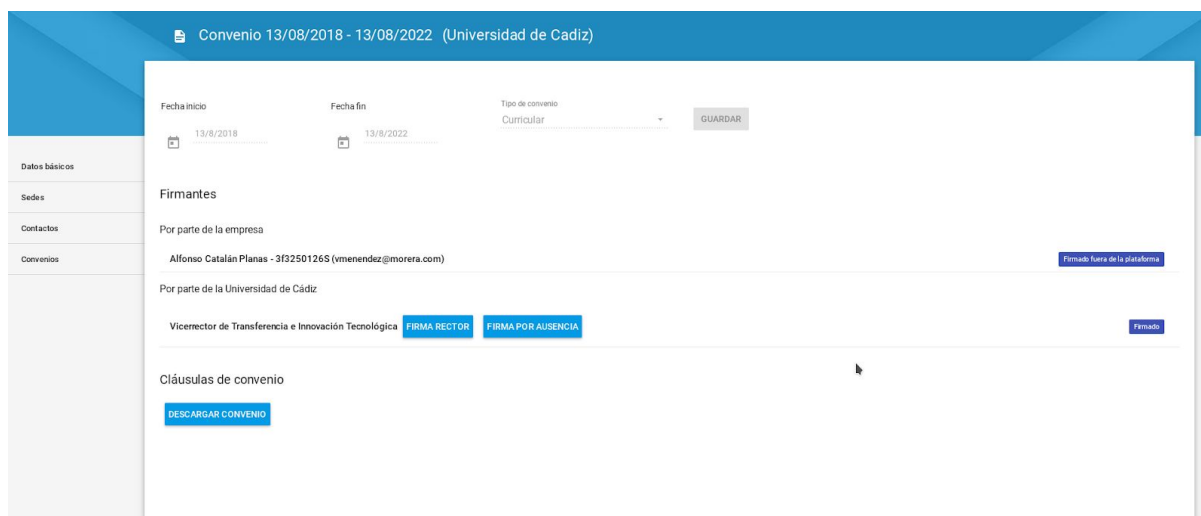 Convenio 13/08/2018 - 13/08/2022 (Universidad de Cadiz)
Fecha inicio
Fecha fin
Tipo de convenio
13/8/2018
13/8/2022
Curricular
GUARDAR
Datos básicos
Sedes
Contactos
Convenios
Firmantes
Por parte de la empresa
Alfonso Catalán Planas - 3f3250126S (vmenendez@morera.com)
Firmado fuera de la plataforma
Por parte de la Universidad de Cádiz
Vicerrector de Transferencia e Innovación Tecnológica
FIRMA RECTOR
FIRMA POR AUSENCIA
Firmado
Cláusulas de convenio
DESCARGAR CONVENIO